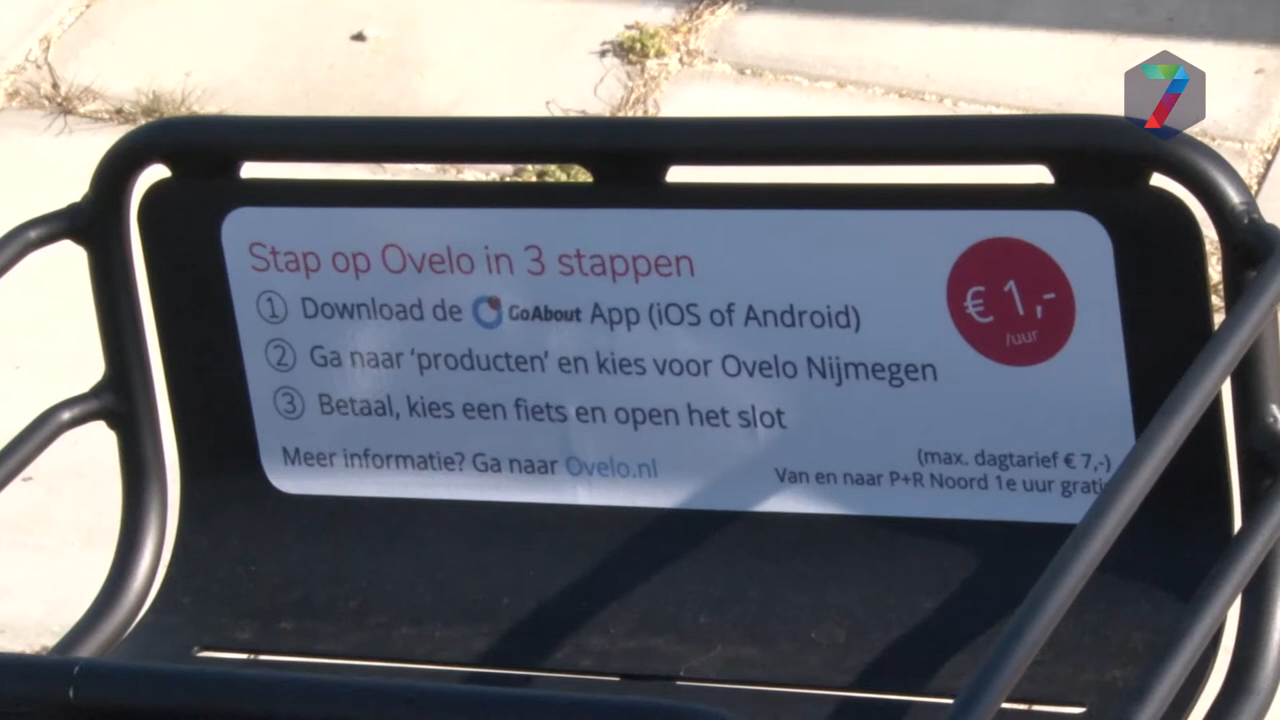 7
Stap op Ovelo in 3 stappen
€ 1,-
/uur
1 Download de GoAbout App (iOS of Android)
2 Ga naar 'producten' en kies voor Ovelo Nijmegen
3 Betaal, kies een fiets en open het slot
Meer informatie? Ga naar Ovelo.nl
(max. dagtarief € 7,-)
Van en naar P+R Noord 1e uur